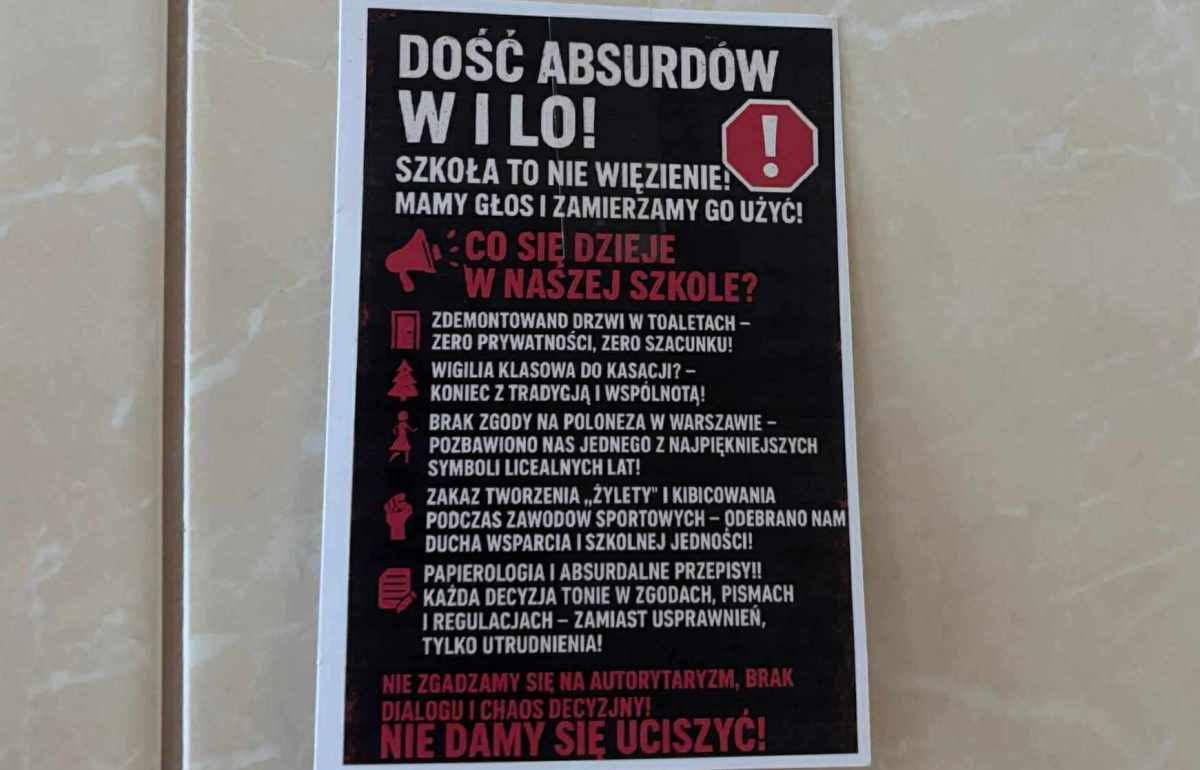 DOŚĆ ABSURDÓW
W I LO!
SZKOŁA TO NIE WIĘZIENIE!
MAMY GŁOS I ZAMIERZAMY GO UŻYĆ!
CO SIĘ DZIEJE
W NASZEJ SZKOLE?
ZDEMONTOWAND DRZWI W TOALETACH –
ZERO PRYWATNOŚCI, ZERO SZACUNKU!
WIGILIA KLASOWA DO KASACJI? –
KONIEC Z TRADYCJĄ I WSPÓLNOTĄ!
BRAK ZGODY NA POLONEZA W WARSZAWIE –
POZBAWIONO NAS JEDNEGO Z NAJPIĘKNIEJSZYCH
SYMBOLI LICEALNYCH LAT!
ZAKAZ TWORZENIA „ŻYLETY” I KIBICOWANIA
PODCZAS ZAWODOW SPORTOWYCH – ODEBRANO NAM
DUCHA WSPARCIA I SZKOLNEJ JEDNOŚCI!
PAPIEROLOGIA I ABSURDALNE PRZEPISY!!
KAŻDA DECYZJA TONIE W ZGODACH, PISMACH
I REGULACJACH – ZAMIAST USPRAWNIEŃ,
TYLKO UTRUDNIENIA!
NIE ZGADZAMY SIĘ NA AUTORYTARYZM, BRAK
DIALOGU I CHAOS DECYZJNY!
NIE DAMY SIĘ UCISZYĆ!